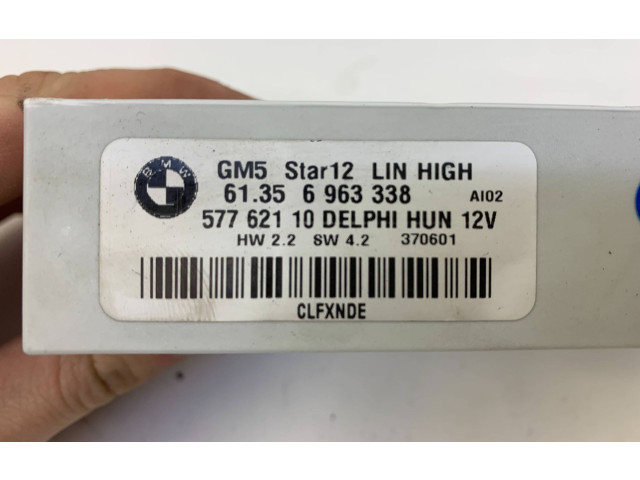 BMW
GM5 Star12 LIN HIGH
61.35 6 963 338 AI02
577 621 10 DELPHI HUN 12V
HW 2.2 SW 4.2 370601
CLFXNDE